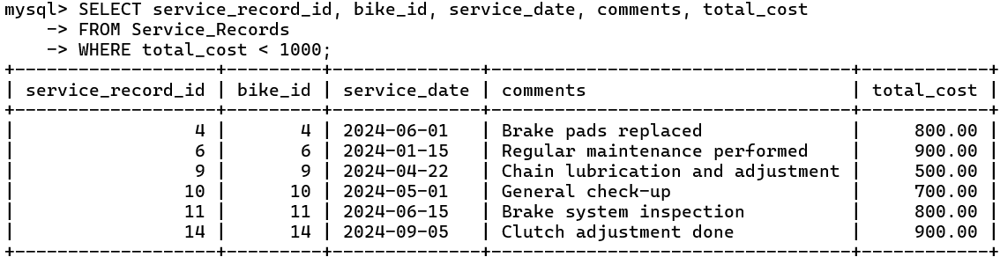 mysql> SELECT service_record_id, bike_id, service_date, comments, total_cost
    -> FROM Service_Records
    -> WHERE total_cost < 1000;
+-------------------+---------+--------------+----------------------------------+------------+
| service_record_id | bike_id | service_date | comments                         | total_cost |
+-------------------+---------+--------------+----------------------------------+------------+
|                 4 |       4 | 2024-06-01   | Brake pads replaced              |     800.00 |
|                 6 |       6 | 2024-01-15   | Regular maintenance performed    |     900.00 |
|                 9 |       9 | 2024-04-22   | Chain lubrication and adjustment |     500.00 |
|                10 |      10 | 2024-05-01   | General check-up                 |     700.00 |
|                11 |      11 | 2024-06-15   | Brake system inspection          |     800.00 |
|                14 |      14 | 2024-09-05   | Clutch adjustment done           |     900.00 |
+-------------------+---------+--------------+----------------------------------+------------+